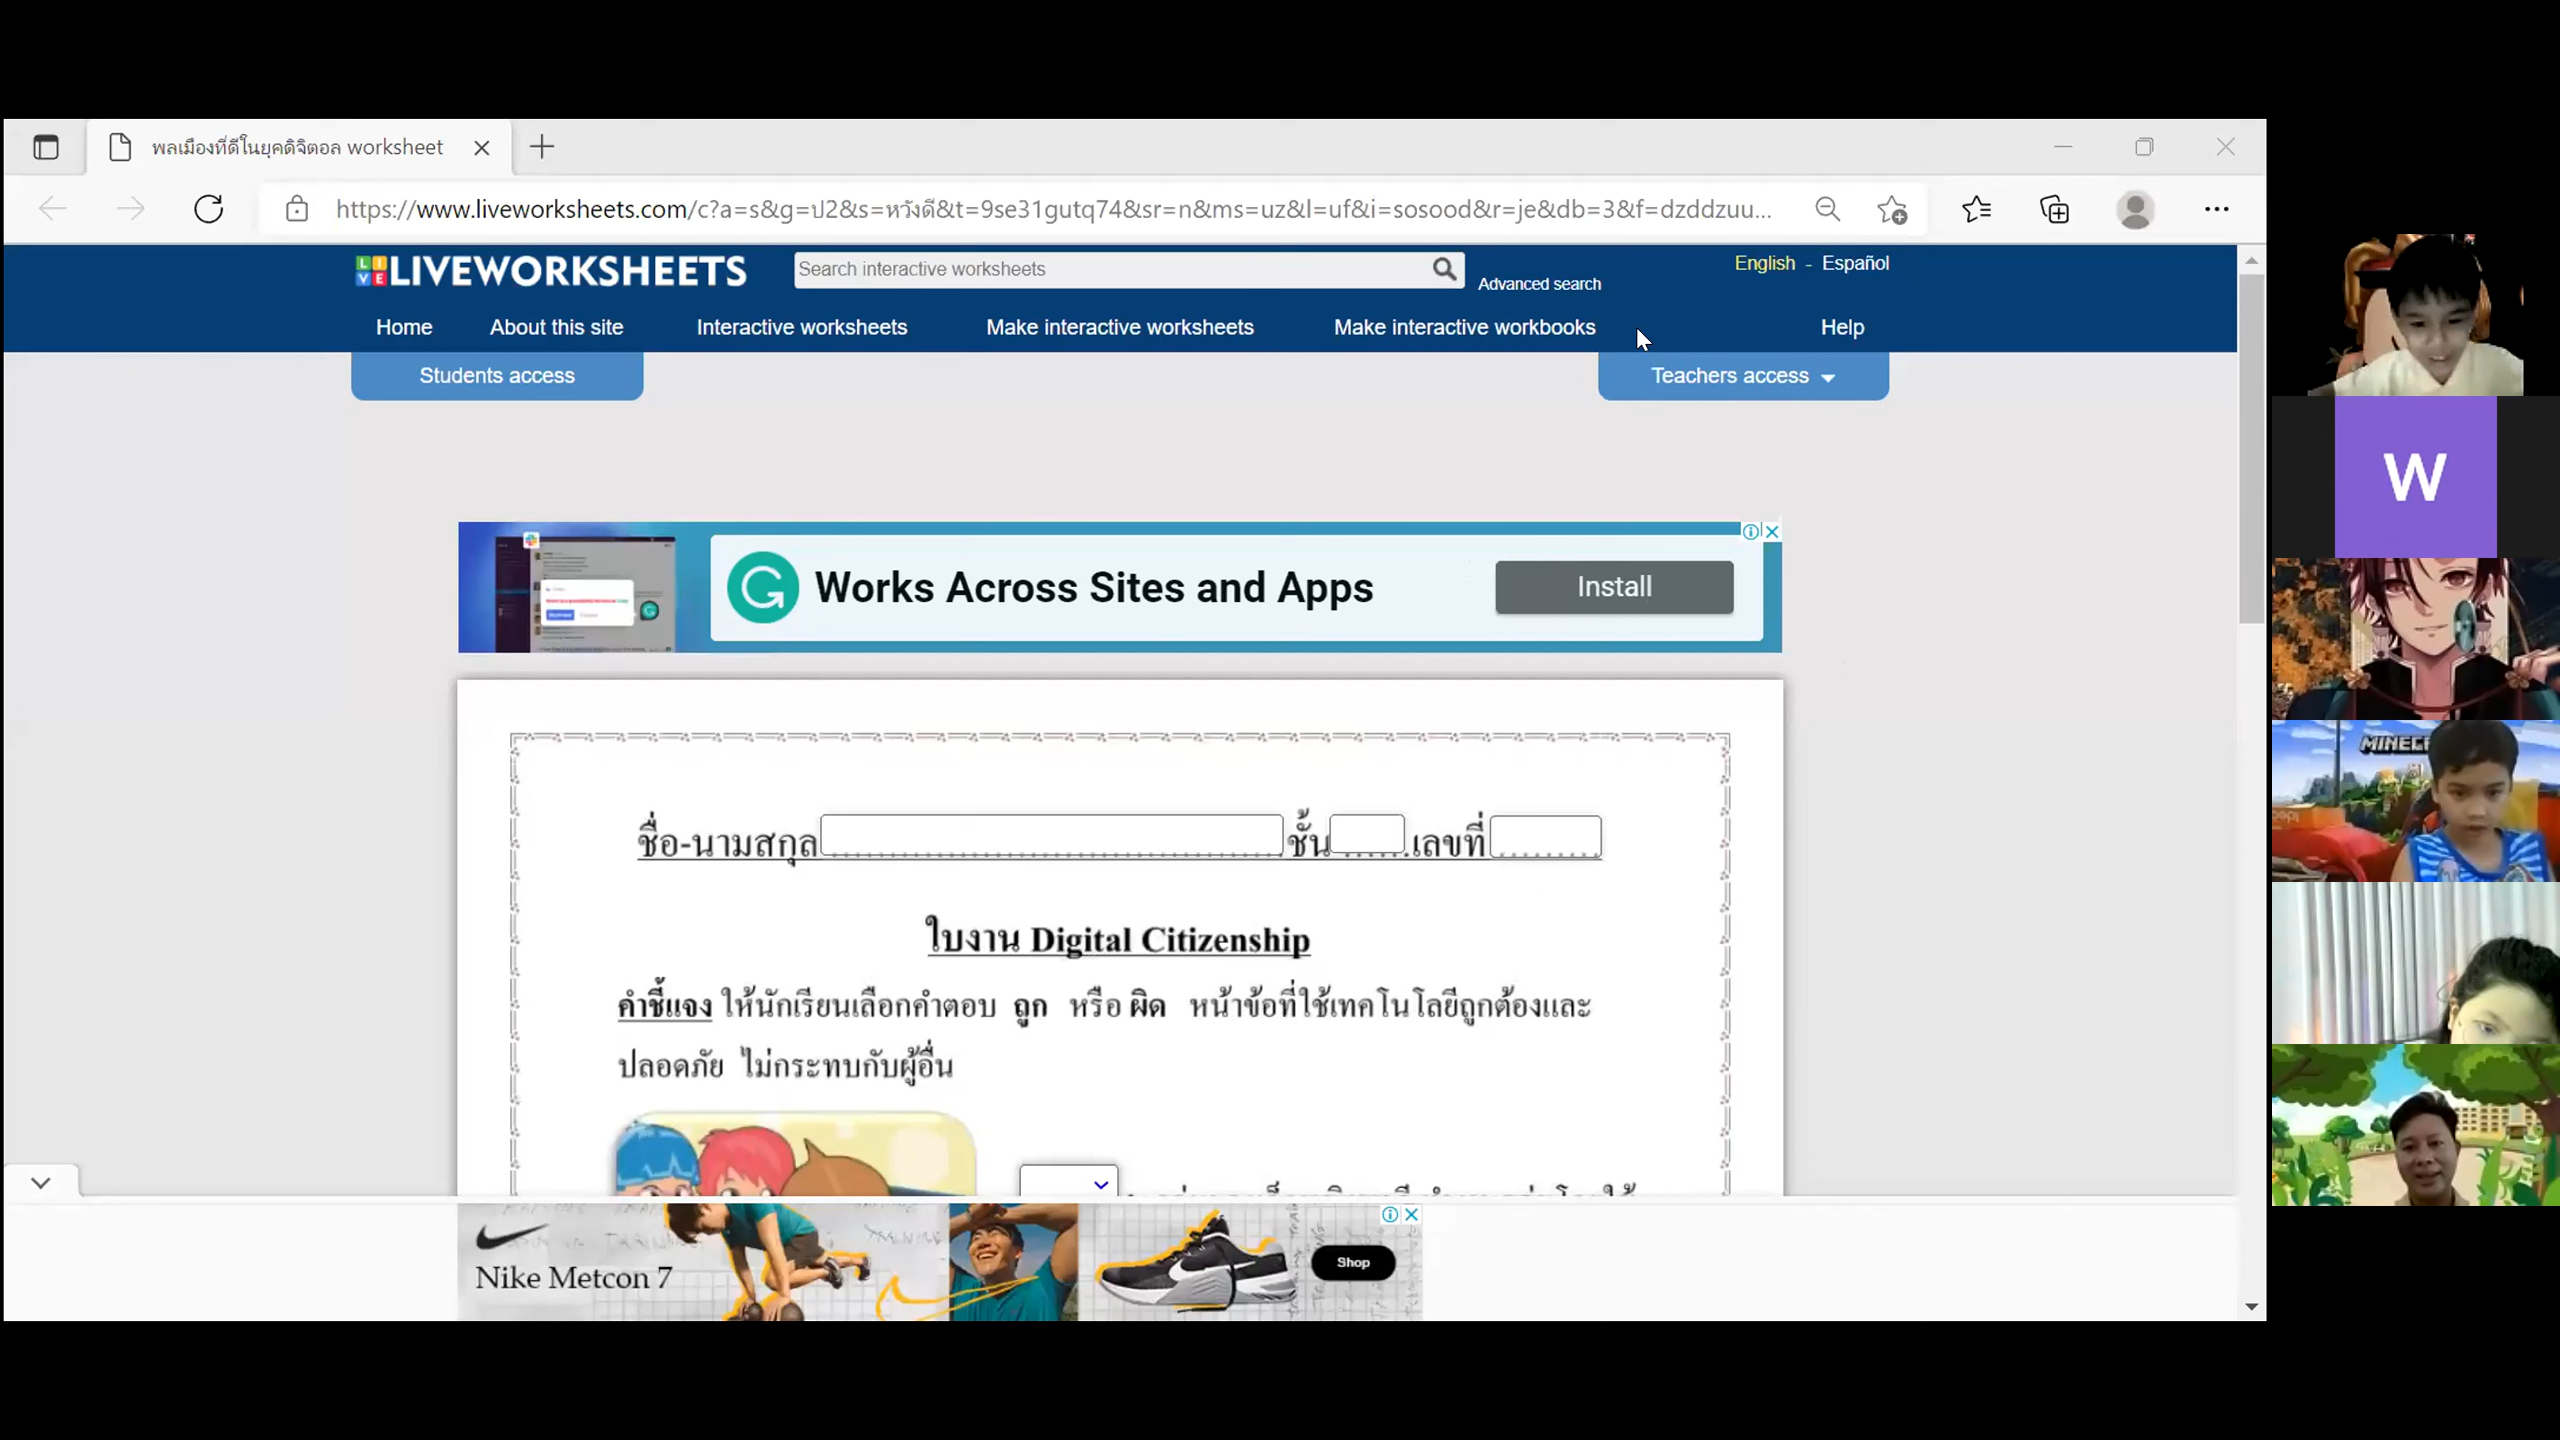 พลเมืองที่ดีในยุคดิจิตอล worksheet
https://www.liveworksheets.com/c?a=s&g=ป2&s=หวังดี&t=9se31gutq74&sr=n&ms=uz&l=uf&i=sosood&r=je&db=3&f=dzddzuu...
LIVE LIVEWORKSHEETS
Search interactive worksheets
Advanced search
English - Español
Home About this site Interactive worksheets Make interactive worksheets Make interactive workbooks Help
Students access
Teachers access
Works Across Sites and Apps
Install
ชื่อ-นามสกุล ชั้น เลขที่
ใบงาน Digital Citizenship
คำชี้แจง ให้นักเรียนเลือกคำตอบ ถูก หรือ ผิด หน้าข้อที่ใช้เทคโนโลยีถูกต้องและ
ปลอดภัย ไม่กระทบกับผู้อื่น
Nike Metcon 7
Shop
W